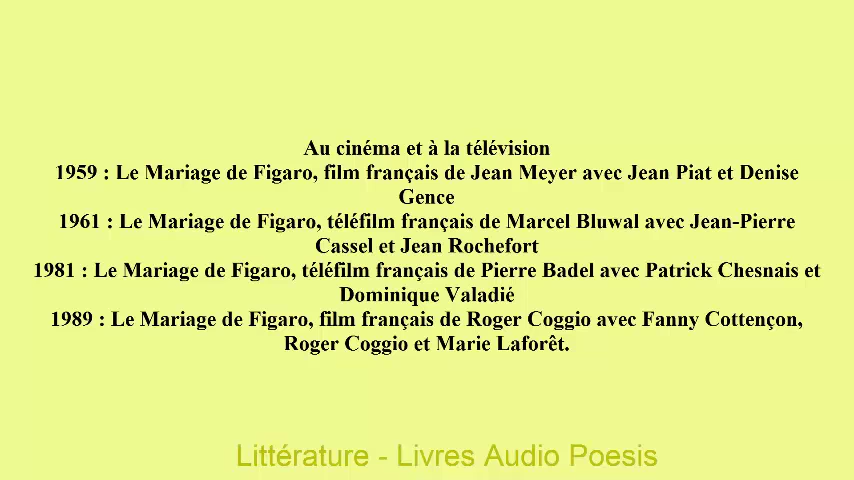 Au cinéma et à la télévision
1959 : Le Mariage de Figaro, film français de Jean Meyer avec Jean Piat et Denise
Gence
1961 : Le Mariage de Figaro, téléfilm français de Marcel Bluwal avec Jean-Pierre
Cassel et Jean Rochefort
1981 : Le Mariage de Figaro, téléfilm français de Pierre Badel avec Patrick Chesnais et
Dominique Valadié
1989 : Le Mariage de Figaro, film français de Roger Coggio avec Fanny Cottençon,
Roger Coggio et Marie Laforêt.
Littérature - Livres Audio Poesis